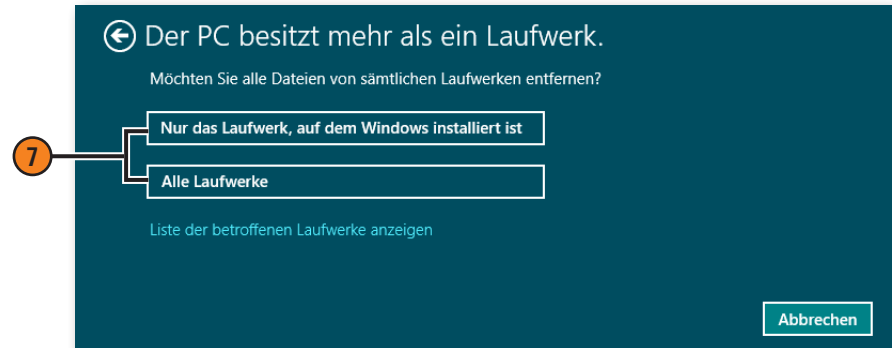 Der PC besitzt mehr als ein Laufwerk.
Möchten Sie alle Dateien von sämtlichen Laufwerken entfernen?
Nur das Laufwerk, auf dem Windows installiert ist
7
Alle Laufwerke
Liste der betroffenen Laufwerke anzeigen
Abbrechen